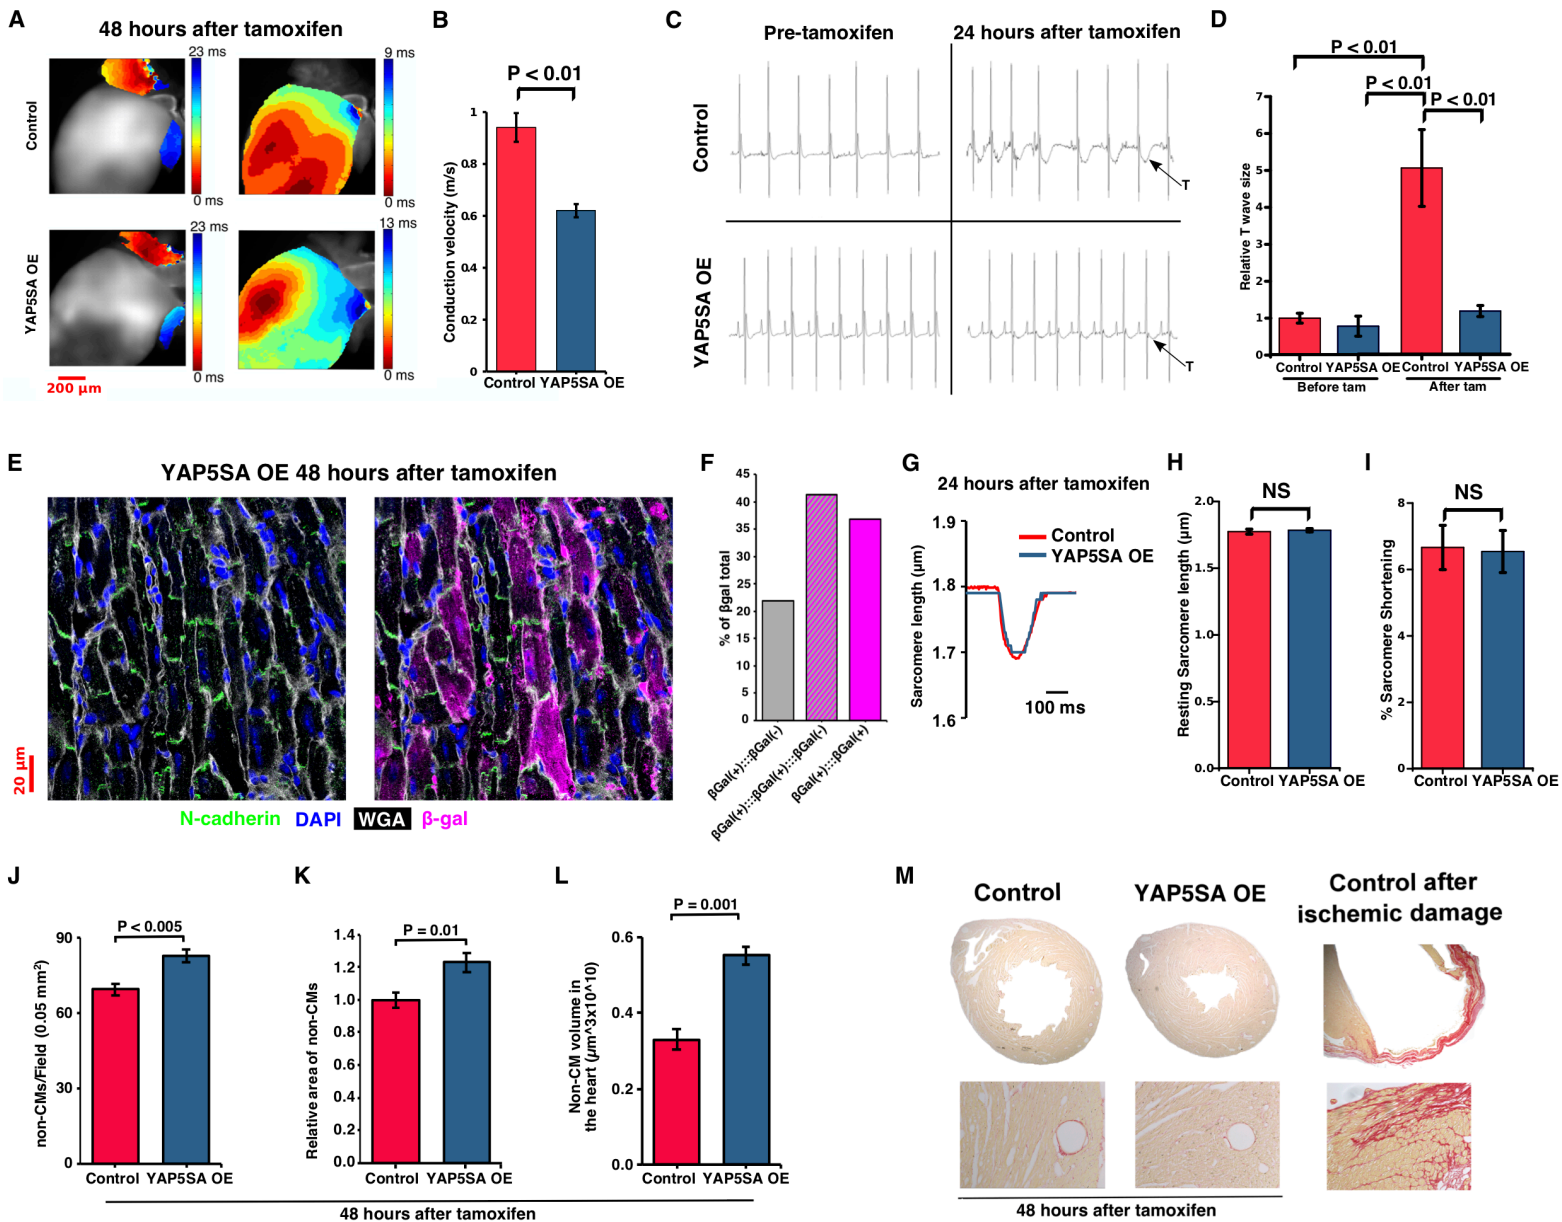 A
48 hours after tamoxifen
23 ms
9 ms
Control
0 ms
0 ms
23 ms
13 ms
YAP5SA OE
0 ms
0 ms
200 µm
B
P < 0.01
Conduction velocity (m/s)
1
0.8
0.6
0.4
0.2
0
Control YAP5SA OE
C
Pre-tamoxifen
24 hours after tamoxifen
Control
T
YAP5SA OE
T
D
P < 0.01
P < 0.01
P < 0.01
Relative T wave size
7
6
5
4
3
2
1
0
Control YAP5SA OE Control YAP5SA OE
Before tam
After tam
E
YAP5SA OE 48 hours after tamoxifen
20 µm
N-cadherin DAPI WGA β-gal
F
% of βgal total
45
40
35
30
25
20
15
10
5
0
βGal(+)::βGal(-)
βGal(+)::βGal(+)::βGal(-)
βGal(+)::βGal(+)
G
24 hours after tamoxifen
Sarcomere length (µm)
1.9
1.8
1.7
1.6
Control
YAP5SA OE
100 ms
H
NS
Resting Sarcomere length (µm)
2.0
1.5
1.0
0.5
0.0
Control YAP5SA OE
I
NS
% Sarcomere Shortening
8
6
4
2
0
Control YAP5SA OE
J
P < 0.005
non-CMs/Field (0.05 mm²)
90
60
30
0
Control YAP5SA OE
K
P = 0.01
Relative area of non-CMs
1.4
1.2
1.0
0.8
0.6
0.4
0.2
0.0
Control YAP5SA OE
L
P = 0.001
Non-CM volume in
the heart (µm^3x10^10)
0.6
0.4
0.2
0.0
Control YAP5SA OE
48 hours after tamoxifen
M
Control
YAP5SA OE
Control after
ischemic damage
48 hours after tamoxifen